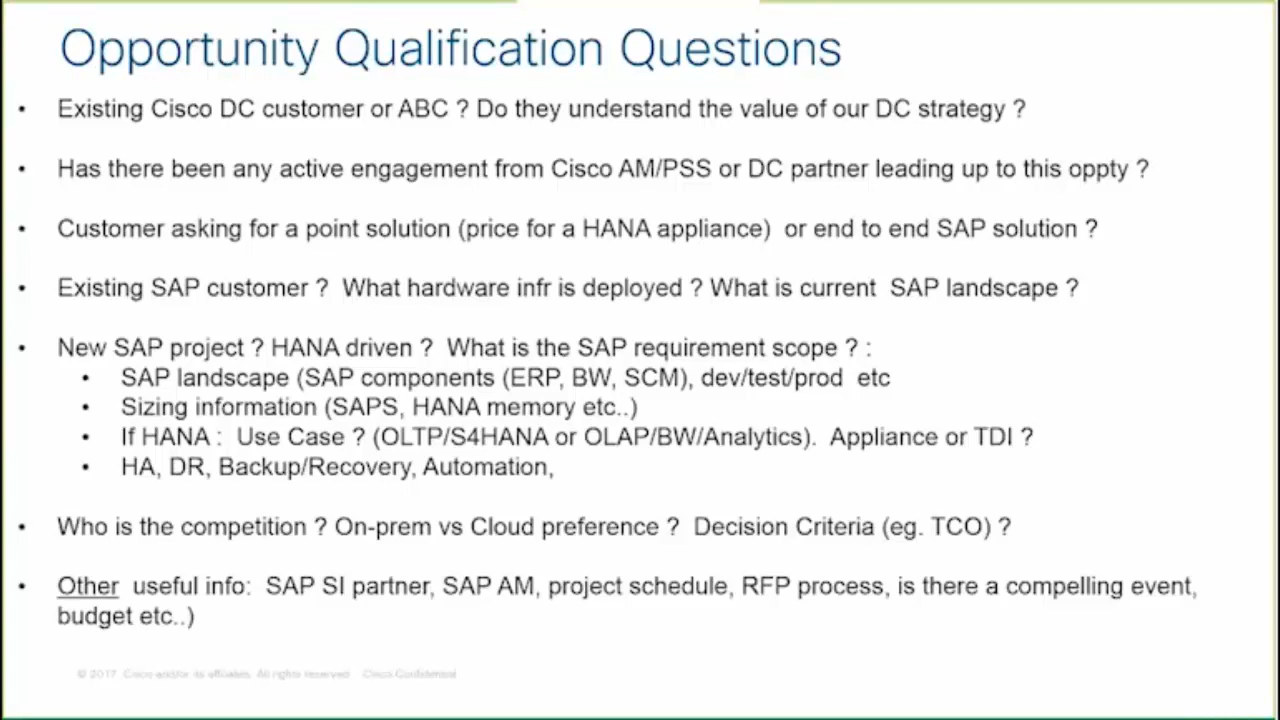 Opportunity Qualification Questions
• Existing Cisco DC customer or ABC ? Do they understand the value of our DC strategy ?
• Has there been any active engagement from Cisco AM/PSS or DC partner leading up to this oppty ?
• Customer asking for a point solution (price for a HANA appliance)  or end to end SAP solution ?
• Existing SAP customer ?  What hardware infr is deployed ? What is current  SAP landscape ?
• New SAP project ? HANA driven ?  What is the SAP requirement scope ? :
• SAP landscape (SAP components (ERP, BW, SCM), dev/test/prod  etc
• Sizing information (SAPS, HANA memory etc..)
• If HANA :  Use Case ? (OLTP/S4HANA or OLAP/BW/Analytics).  Appliance or TDI ?
• HA, DR, Backup/Recovery, Automation,
• Who is the competition ? On-prem vs Cloud preference ?  Decision Criteria (eg. TCO) ?
• Other  useful info:  SAP SI partner, SAP AM, project schedule, RFP process, is there a compelling event,
budget etc..)
© 2017  Cisco and/or its affiliates. All rights reserved   Cisco Confidential